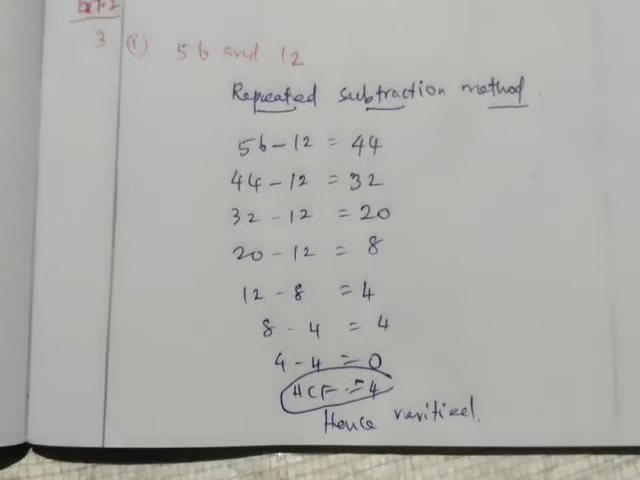 3 (i) 56 and 12
Repeated subtraction method.
56 - 12 = 44
44 - 12 = 32
32 - 12 = 20
20 - 12 = 8
12 - 8 = 4
8 - 4 = 4
4 - 4 = 0
HCF = 4
Hence verified.